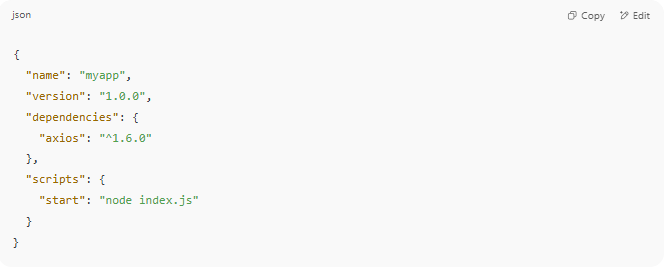 json
Copy
Edit
{
  "name": "myapp",
  "version": "1.0.0",
  "dependencies": {
    "axios": "^1.6.0"
  },
  "scripts": {
    "start": "node index.js"
  }
}